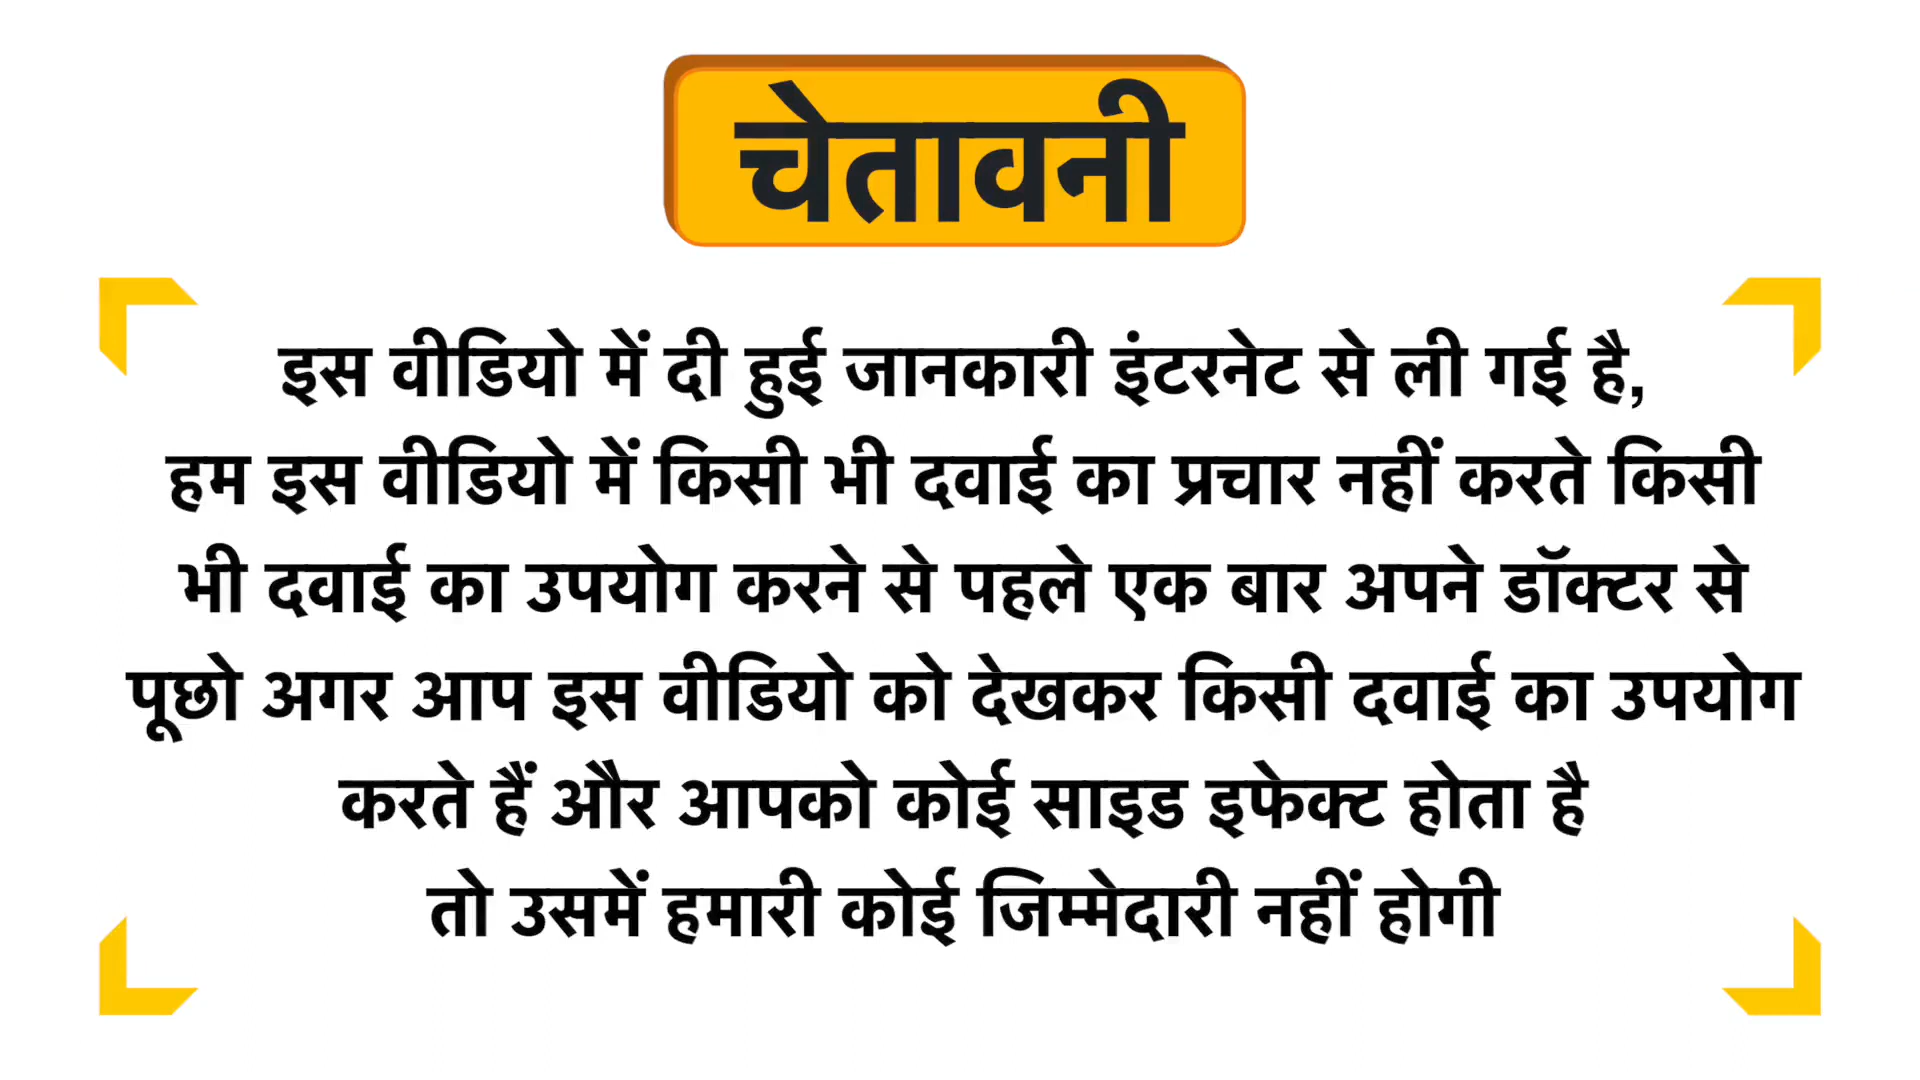 चेतावनी
इस वीडियो में दी हुई जानकारी इंटरनेट से ली गई है,
हम इस वीडियो में किसी भी दवाई का प्रचार नहीं करते किसी
भी दवाई का उपयोग करने से पहले एक बार अपने डॉक्टर से
पूछो अगर आप इस वीडियो को देखकर किसी दवाई का उपयोग
करते हैं और आपको कोई साइड इफेक्ट होता है
तो उसमें हमारी कोई जिम्मेदारी नहीं होगी